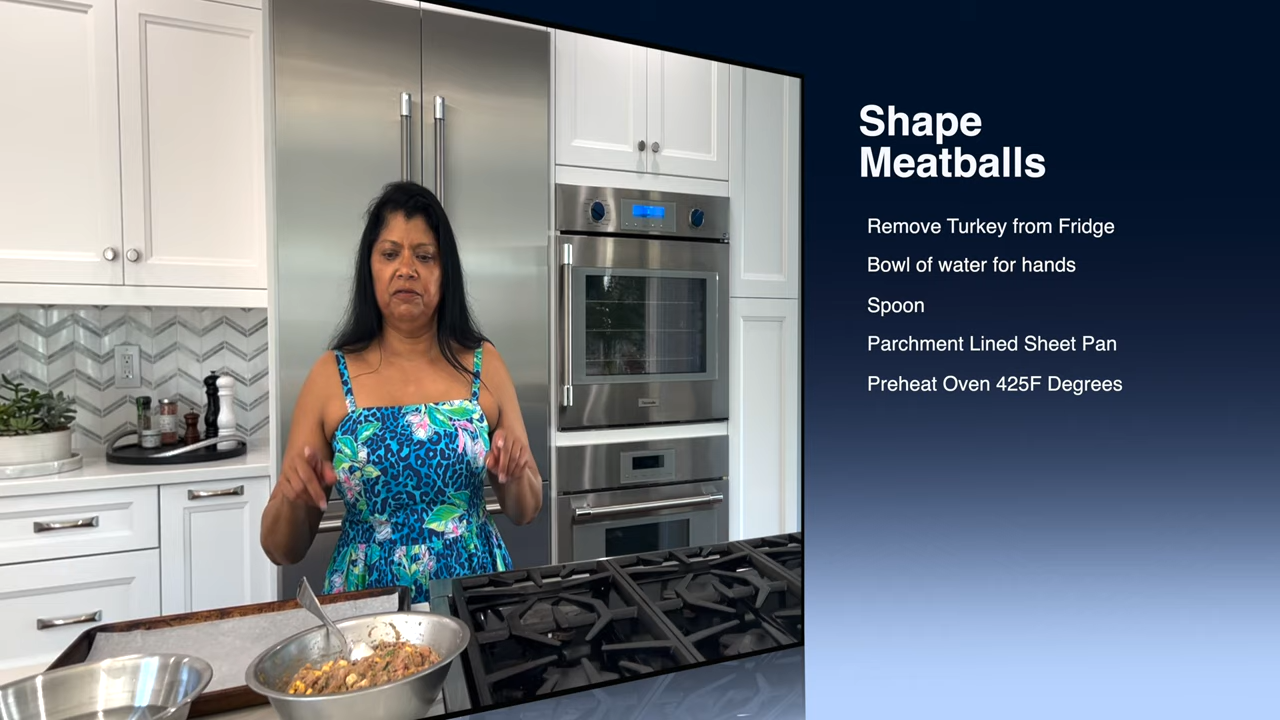 Shape
Meatballs
Remove Turkey from Fridge
Bowl of water for hands
Spoon
Parchment Lined Sheet Pan
Preheat Oven 425F Degrees